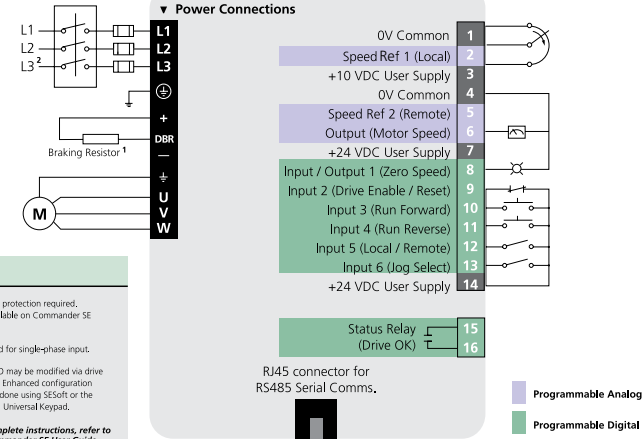 ▼ Power Connections
L1
L2
L3 2
L1
L2
L3
+
DBR
—
Braking Resistor 1
U
V
W
M
0V Common 1
Speed Ref 1 (Local) 2
+10 VDC User Supply 3
0V Common 4
Speed Ref 2 (Remote) 5
Output (Motor Speed) 6
+24 VDC User Supply 7
Input / Output 1 (Zero Speed) 8
Input 2 (Drive Enable / Reset) 9
Input 3 (Run Forward) 10
Input 4 (Run Reverse) 11
Input 5 (Local / Remote) 12
Input 6 (Jog Select) 13
+24 VDC User Supply 14
Status Relay 15
(Drive OK) 16
RJ45 connector for
RS485 Serial Comms.
Programmable Analog
Programmable Digital
protection required.
lable on Commander SE
d for single-phase input.
may be modified via drive
Enhanced configuration
done using SESoft or the
Universal Keypad.
plete instructions, refer to
mmander SE User Guide